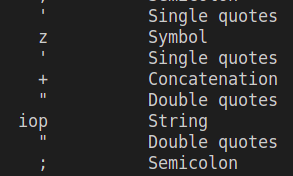 ' Single quotes
z Symbol
' Single quotes
+ Concatenation
" Double quotes
iop String
" Double quotes
; Semicolon